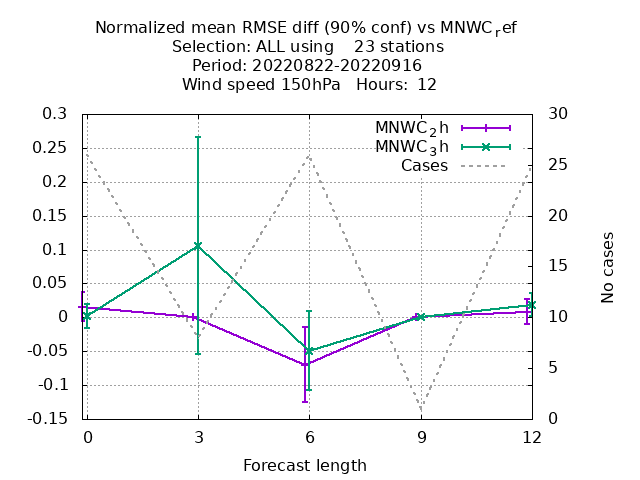 Normalized mean RMSE diff (90% conf) vs MNWC_ref
Selection: ALL using    23 stations
Period: 20220822-20220916
Wind speed 150hPa   Hours:  12
0.3
0.25
0.2
0.15
0.1
0.05
0
-0.05
-0.1
-0.15
30
25
20
15
10
5
0
MNWC_2h
MNWC_3h
Cases
No cases
0 3 6 9 12
Forecast length